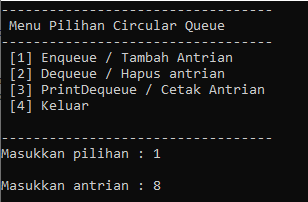 ---------------------------------
Menu Pilihan Circular Queue
---------------------------------
[1] Enqueue / Tambah Antrian
[2] Dequeue / Hapus antrian
[3] PrintDequeue / Cetak Antrian
[4] Keluar
---------------------------------
Masukkan pilihan : 1
Masukkan antrian : 8